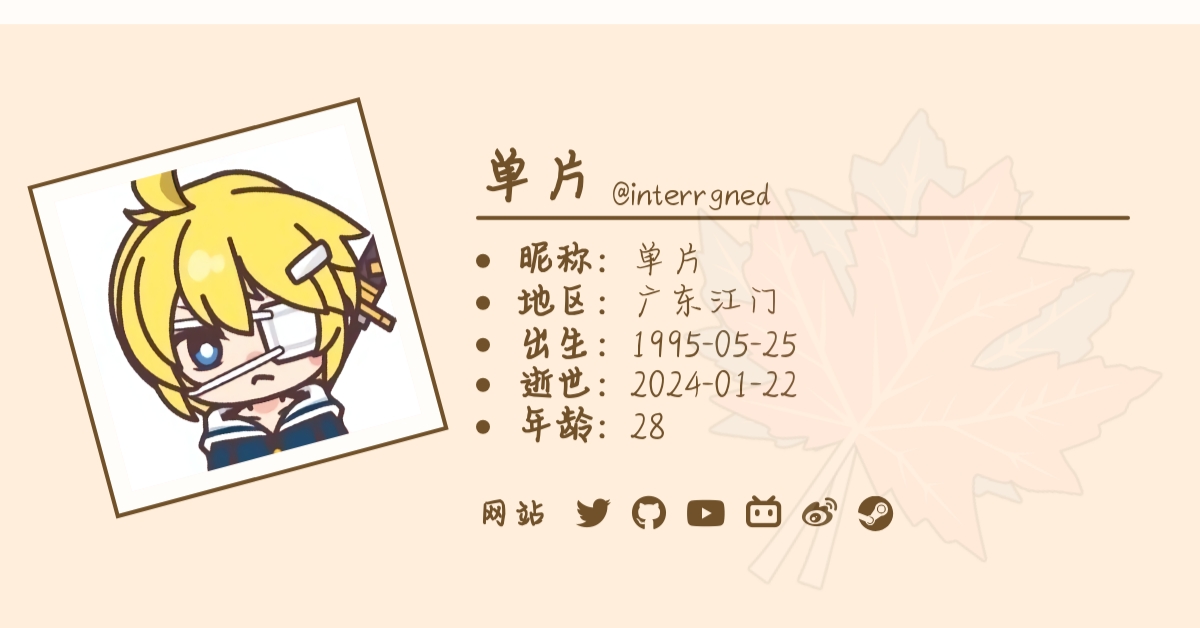 单片 @interrgned
昵称： 单片
地区： 广东江门
出生： 1995-05-25
逝世： 2024-01-22
年龄： 28
网站